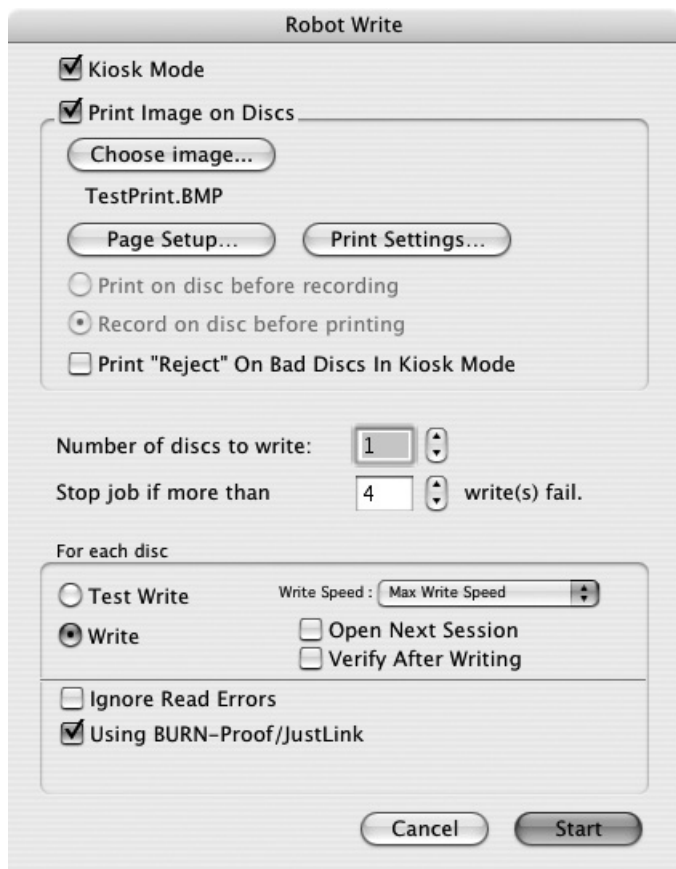 Robot Write
Kiosk Mode
Print Image on Discs
Choose image...
TestPrint.BMP
Page Setup... Print Settings...
Print on disc before recording
Record on disc before printing
Print "Reject" On Bad Discs In Kiosk Mode
Number of discs to write: 1
Stop job if more than 4 write(s) fail.
For each disc
Test Write Write Speed : Max Write Speed
Write Open Next Session
Verify After Writing
Ignore Read Errors
Using BURN-Proof/JustLink
Cancel Start